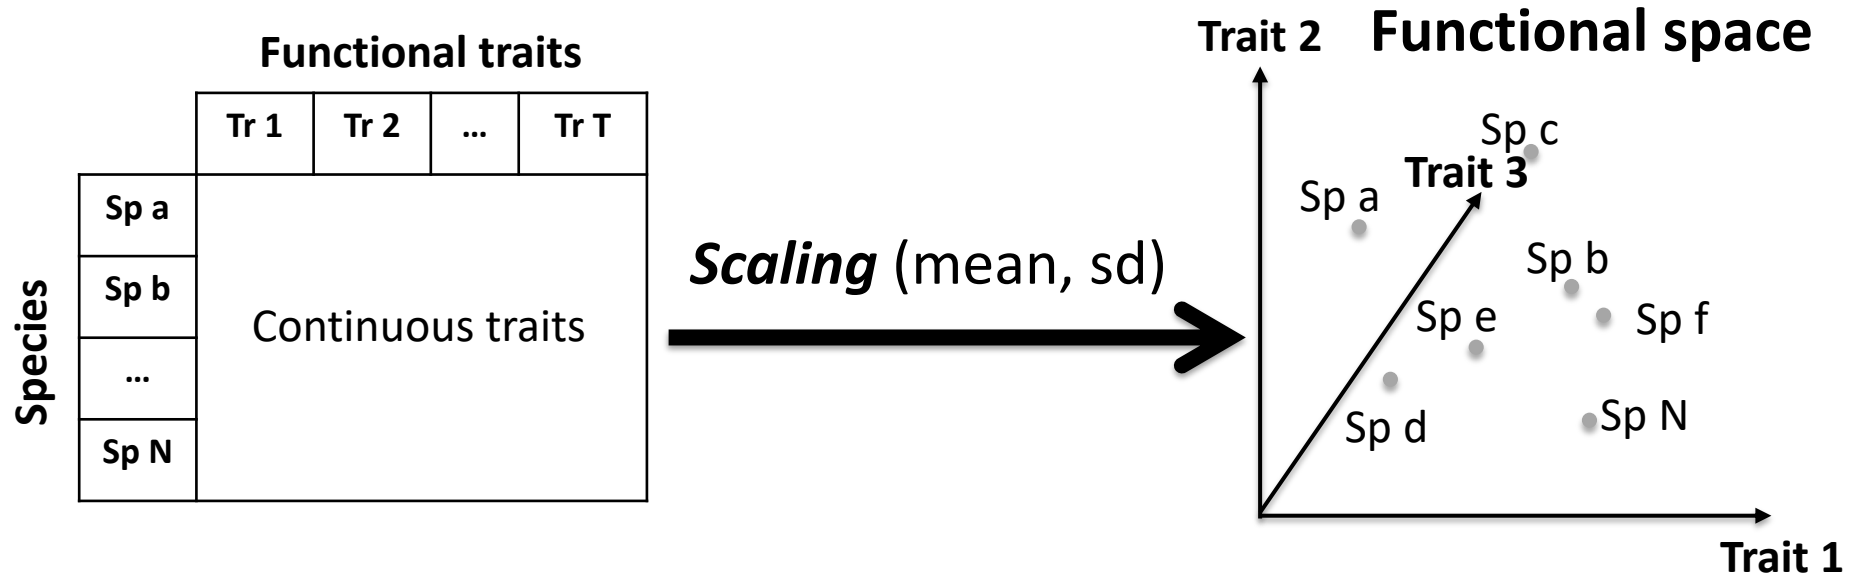 Functional traits
Tr 1 Tr 2 ... Tr T
Species
Sp a
Sp b
...
Sp N
Continuous traits
Scaling (mean, sd)
Functional space
Trait 2
Sp c
Trait 3
Sp a
Sp b
Sp e
Sp f
Sp d
Sp N
Trait 1